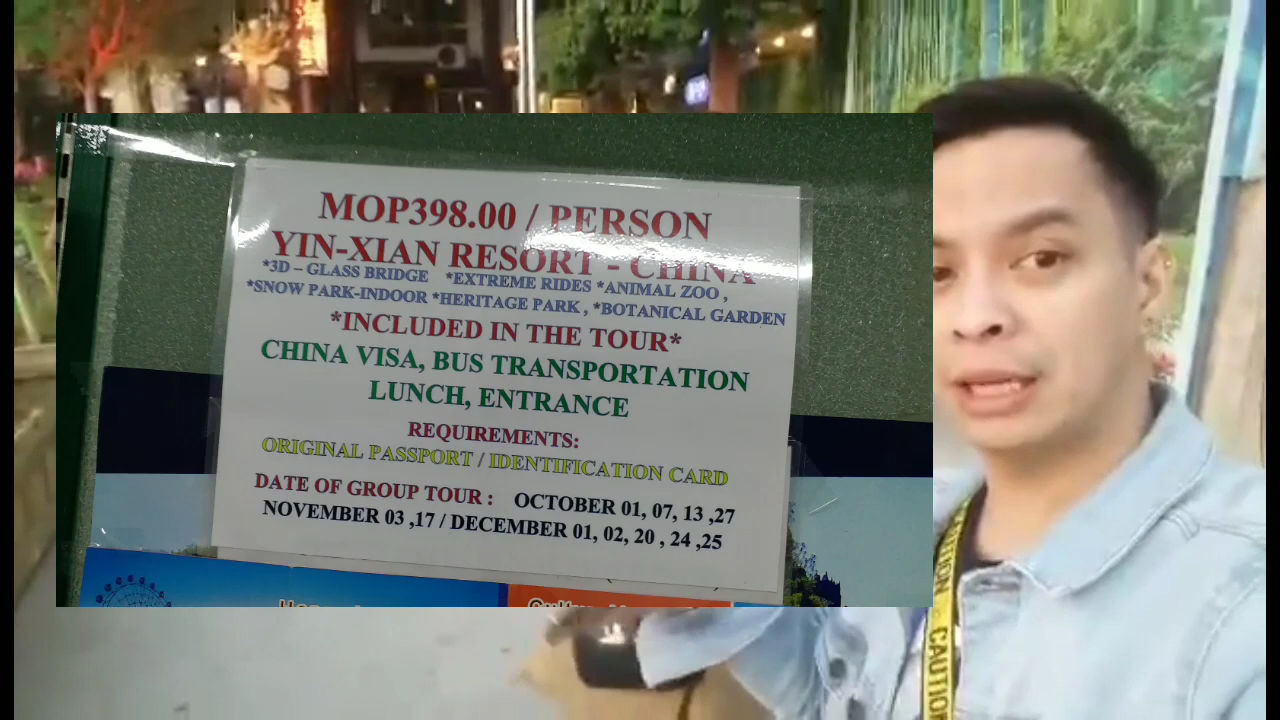 MOP398.00 / PERSON
YIN-XIAN RESORT - CHINA
*3D – GLASS BRIDGE *EXTREME RIDES *ANIMAL ZOO ,
*SNOW PARK-INDOOR *HERITAGE PARK , *BOTANICAL GARDEN
*INCLUDED IN THE TOUR*
CHINA VISA, BUS TRANSPORTATION
LUNCH, ENTRANCE
REQUIREMENTS:
ORIGINAL PASSPORT / IDENTIFICATION CARD
DATE OF GROUP TOUR : OCTOBER 01, 07, 13 ,27
NOVEMBER 03 ,17 / DECEMBER 01, 02, 20 , 24 ,25
CAUTION